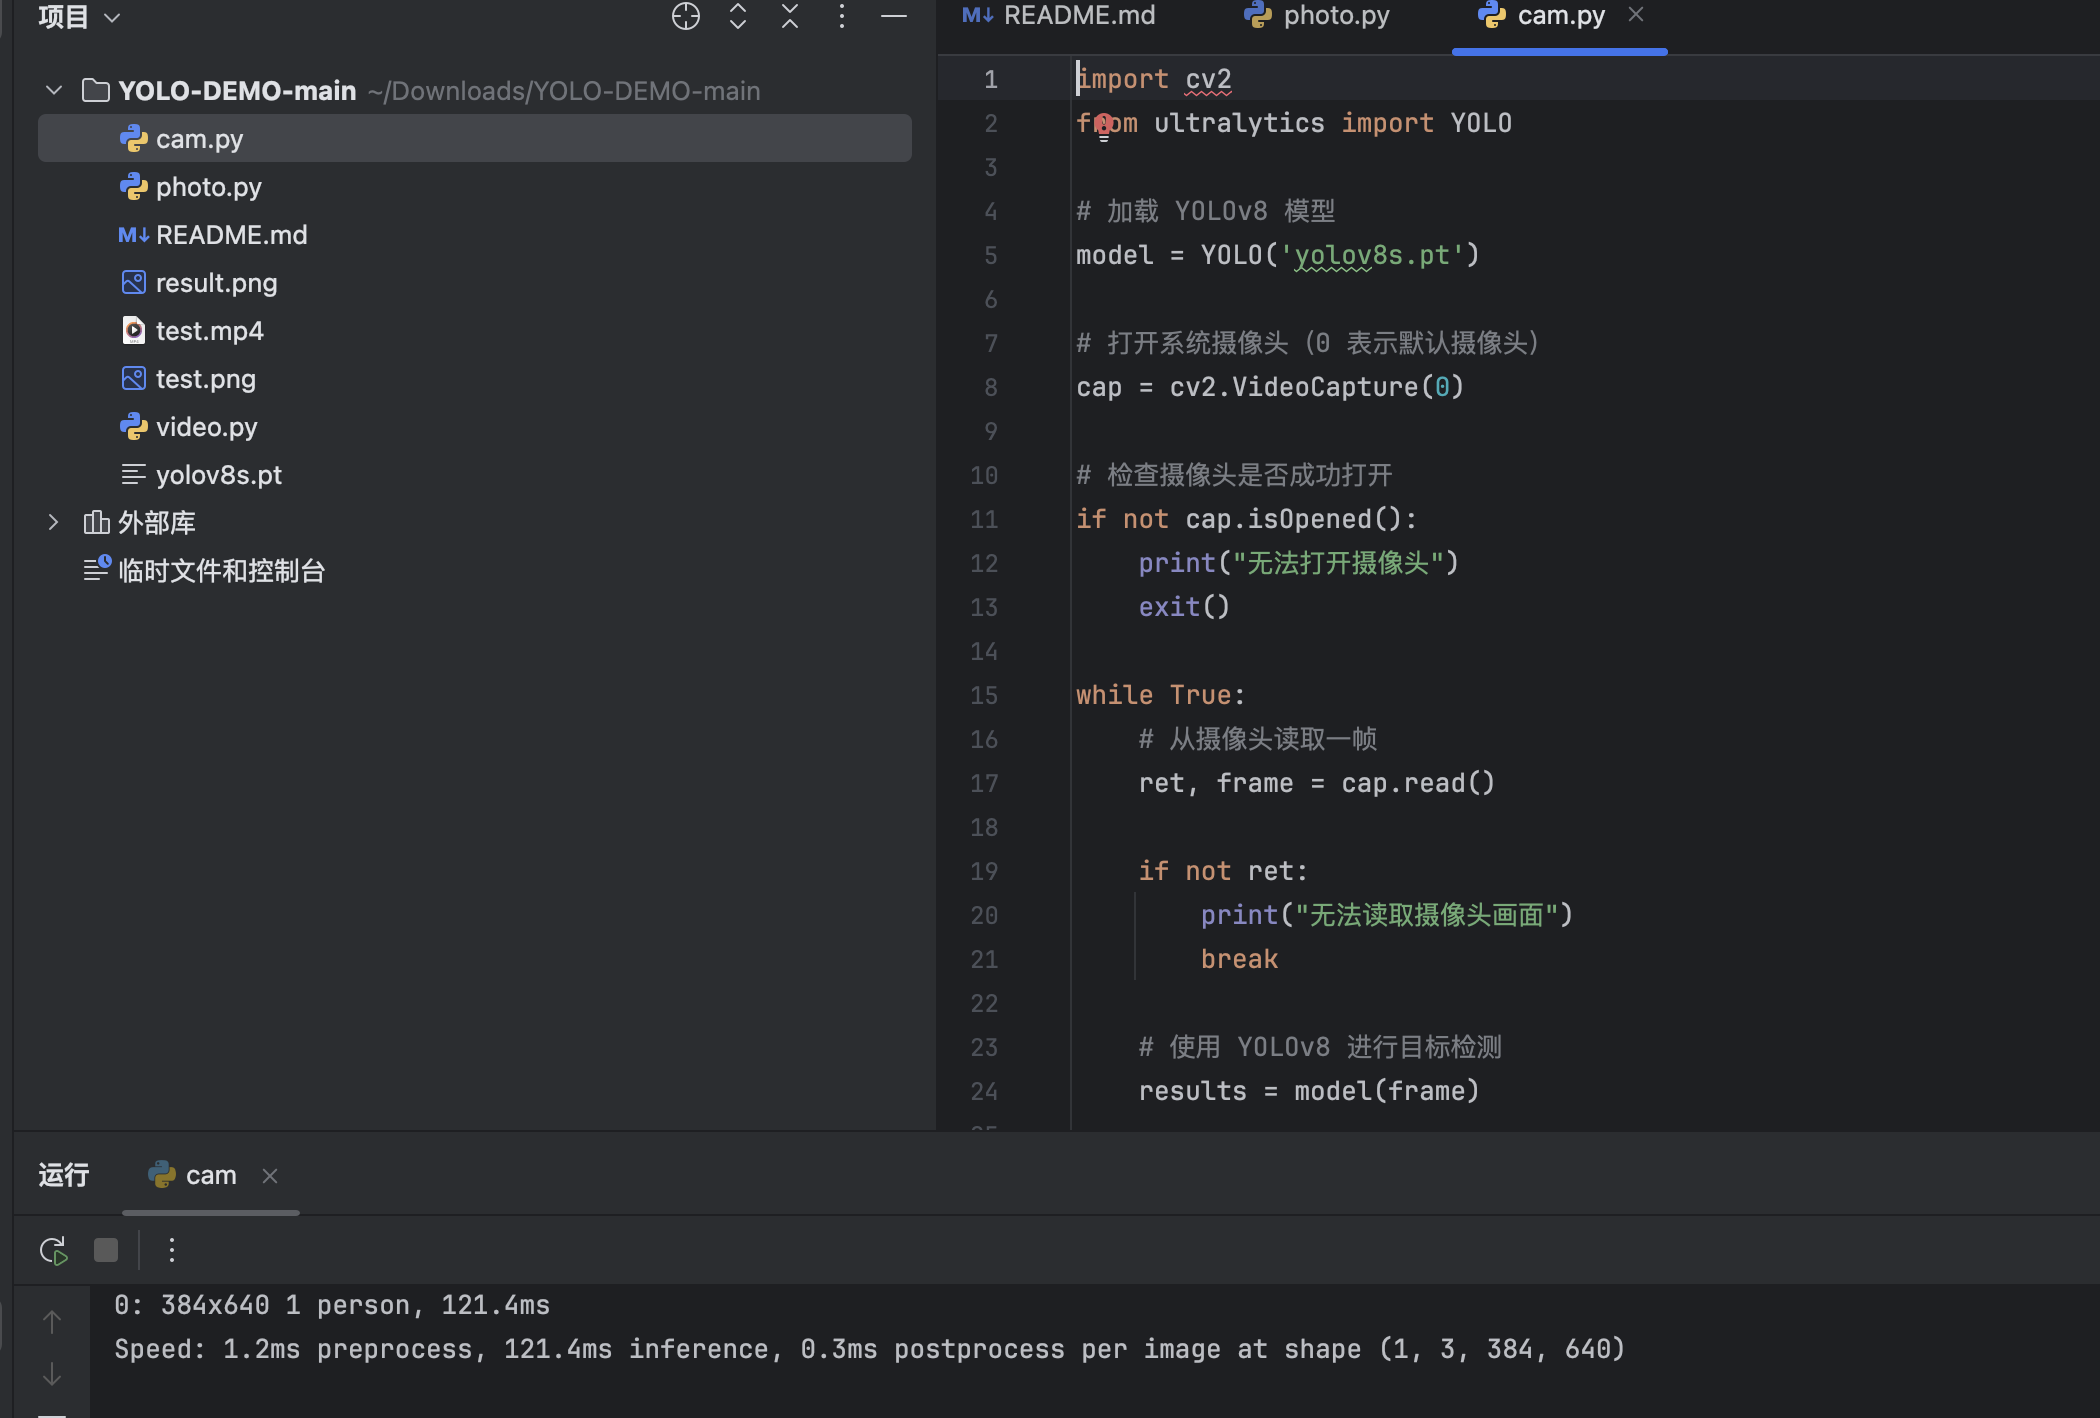 项目
YOLO-DEMO-main ~/Downloads/YOLO-DEMO-main
cam.py
photo.py
M↓ README.md
result.png
test.mp4
test.png
video.py
yolov8s.pt
外部库
临时文件和控制台
M↓ README.md photo.py cam.py
1 import cv2
2 from ultralytics import YOLO
3
4 # 加载 YOLOv8 模型
5 model = YOLO('yolov8s.pt')
6
7 # 打开系统摄像头（0 表示默认摄像头）
8 cap = cv2.VideoCapture(0)
9
10 # 检查摄像头是否成功打开
11 if not cap.isOpened():
12 print("无法打开摄像头")
13 exit()
14
15 while True:
16 # 从摄像头读取一帧
17 ret, frame = cap.read()
18
19 if not ret:
20 print("无法读取摄像头画面")
21 break
22
23 # 使用 YOLOv8 进行目标检测
24 results = model(frame)
运行 cam
0: 384x640 1 person, 121.4ms
Speed: 1.2ms preprocess, 121.4ms inference, 0.3ms postprocess per image at shape (1, 3, 384, 640)